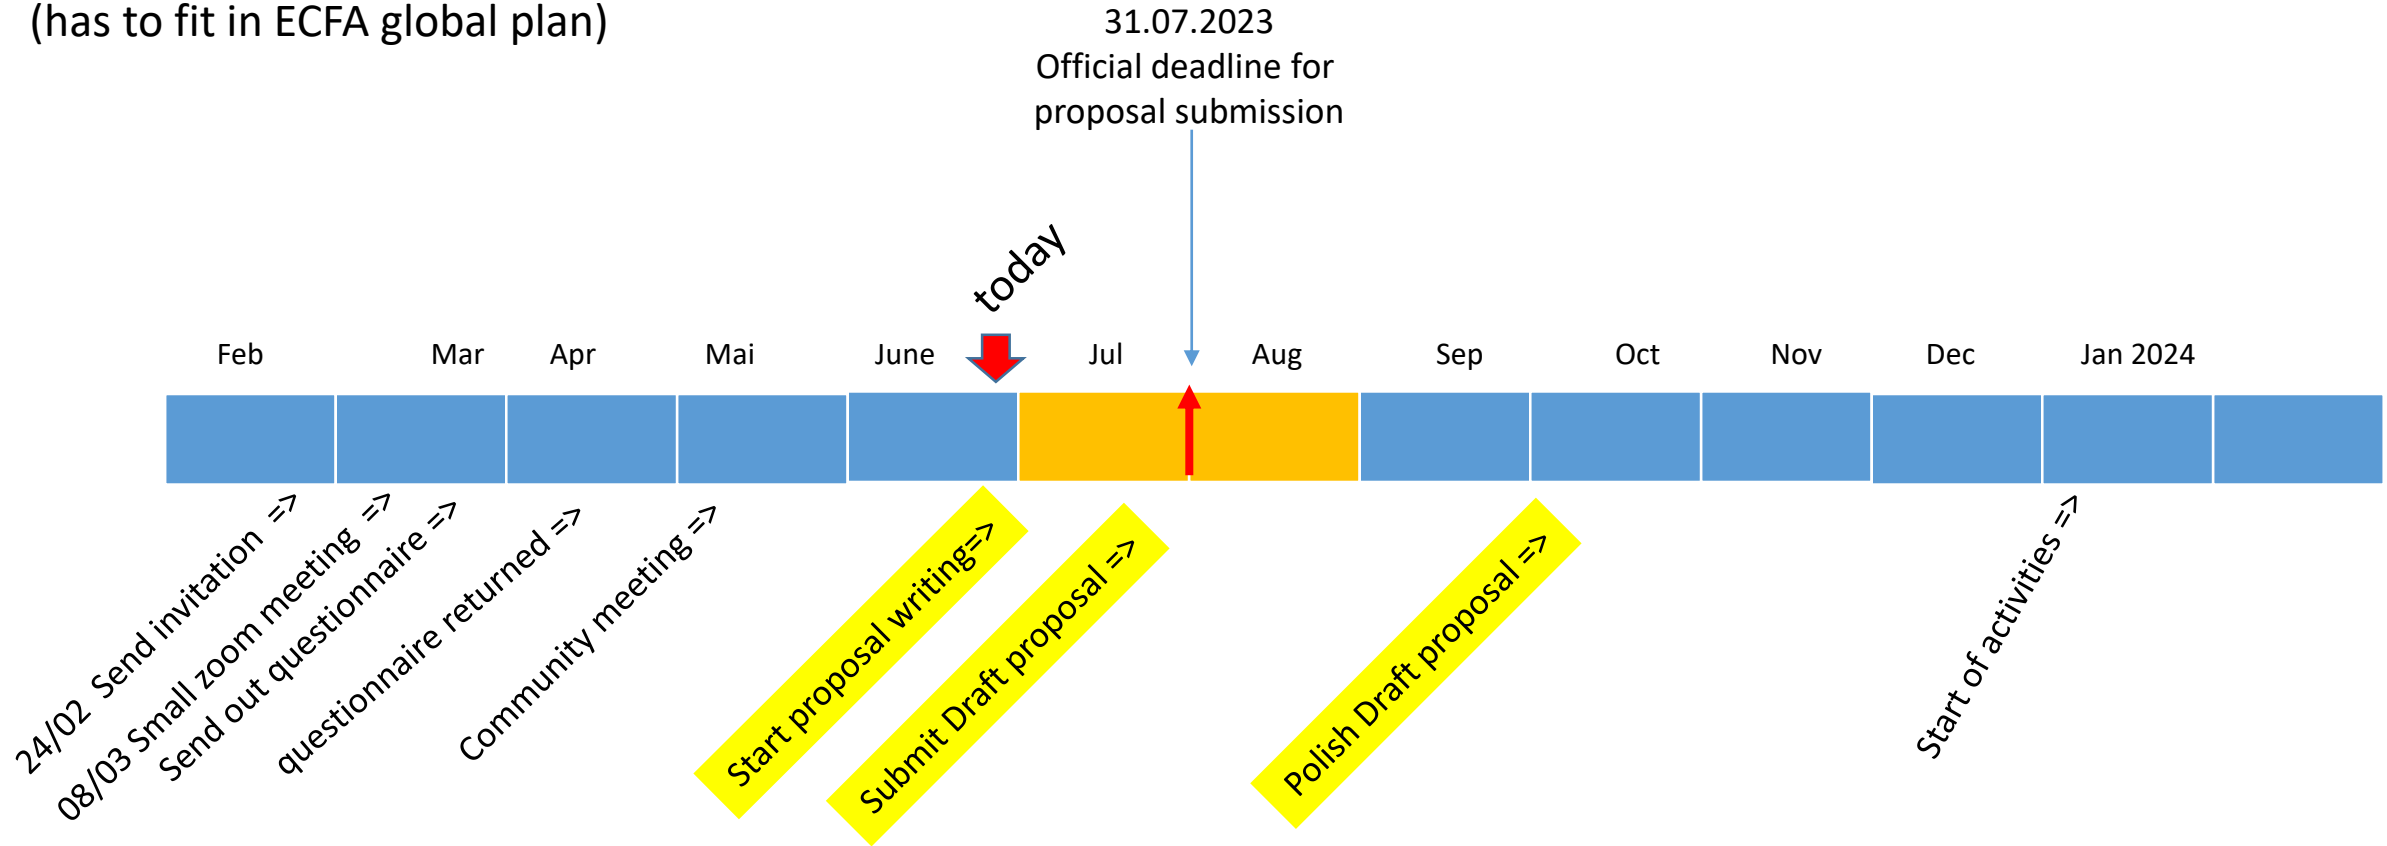 (has to fit in ECFA global plan)
31.07.2023
Official deadline for
proposal submission
today
Feb
Mar
Apr
Mai
June
Jul
Aug
Sep
Oct
Nov
Dec
Jan 2024
24/02 Send invitation =>
08/03 Small zoom meeting =>
Send out questionnaire =>
questionnaire returned =>
Community meeting =>
Start proposal writing=>
Submit Draft proposal =>
Polish Draft proposal =>
Start of activities =>